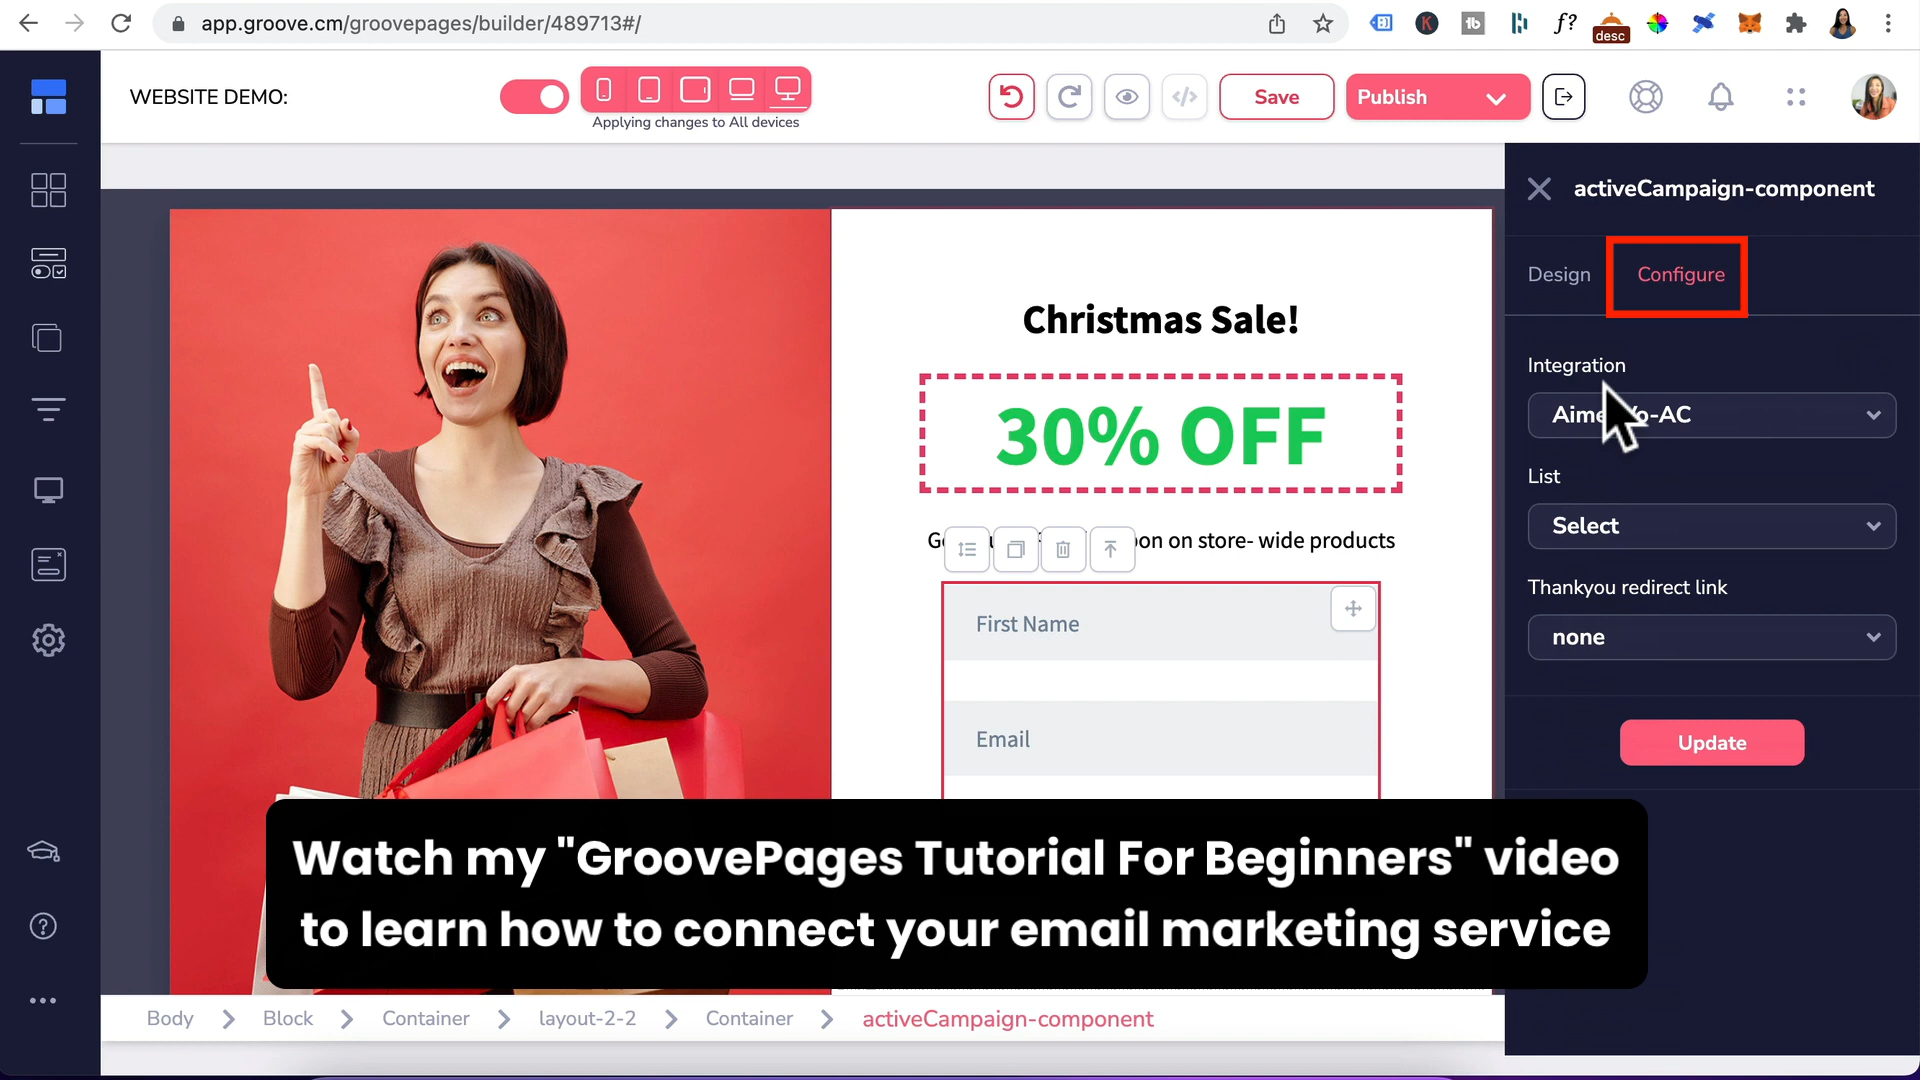 app.groove.cm/groovepages/builder/489713#/
desc
WEBSITE DEMO:
Applying changes to All devices
Save
Publish
activeCampaign-component
Design
Configure
Christmas Sale!
30% OFF
on store- wide products
First Name
Email
Integration
List
Select
Thankyou redirect link
none
Update
Watch my "GroovePages Tutorial For Beginners" video
to learn how to connect your email marketing service
Body
Block
Container
layout-2-2
Container
activeCampaign-component